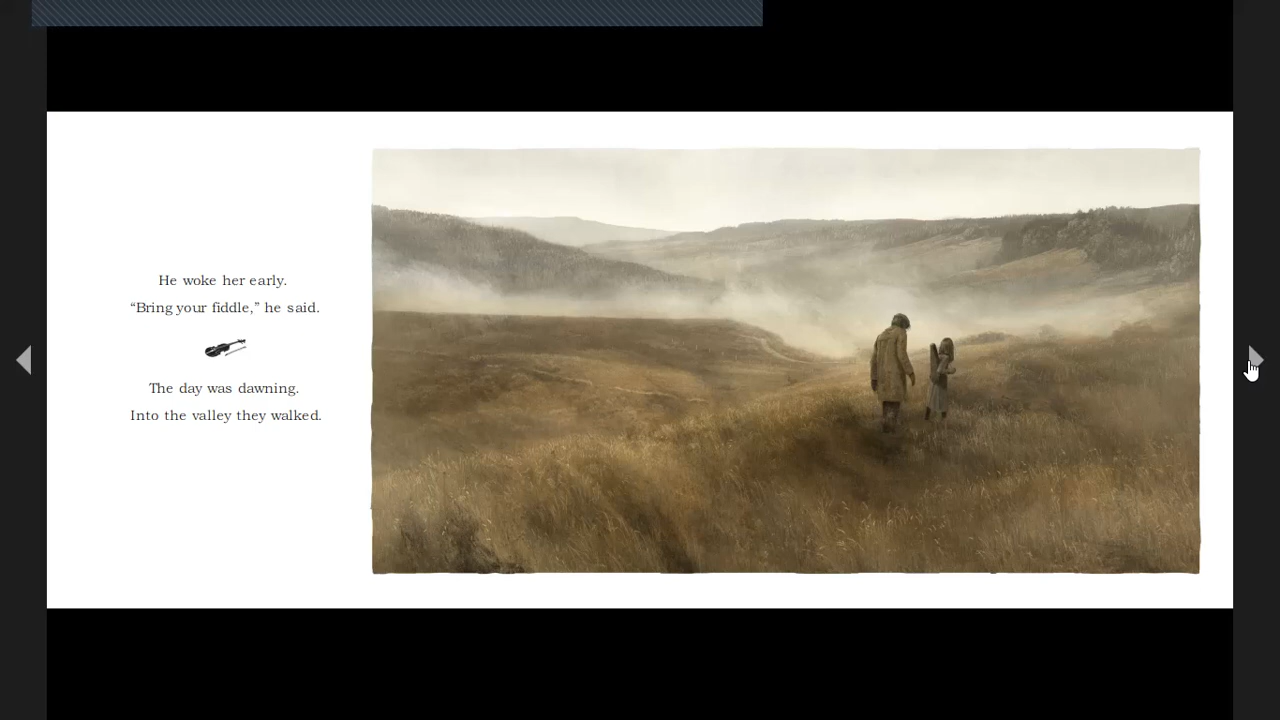 He woke her early.
“Bring your fiddle,” he said.
The day was dawning.
Into the valley they walked.